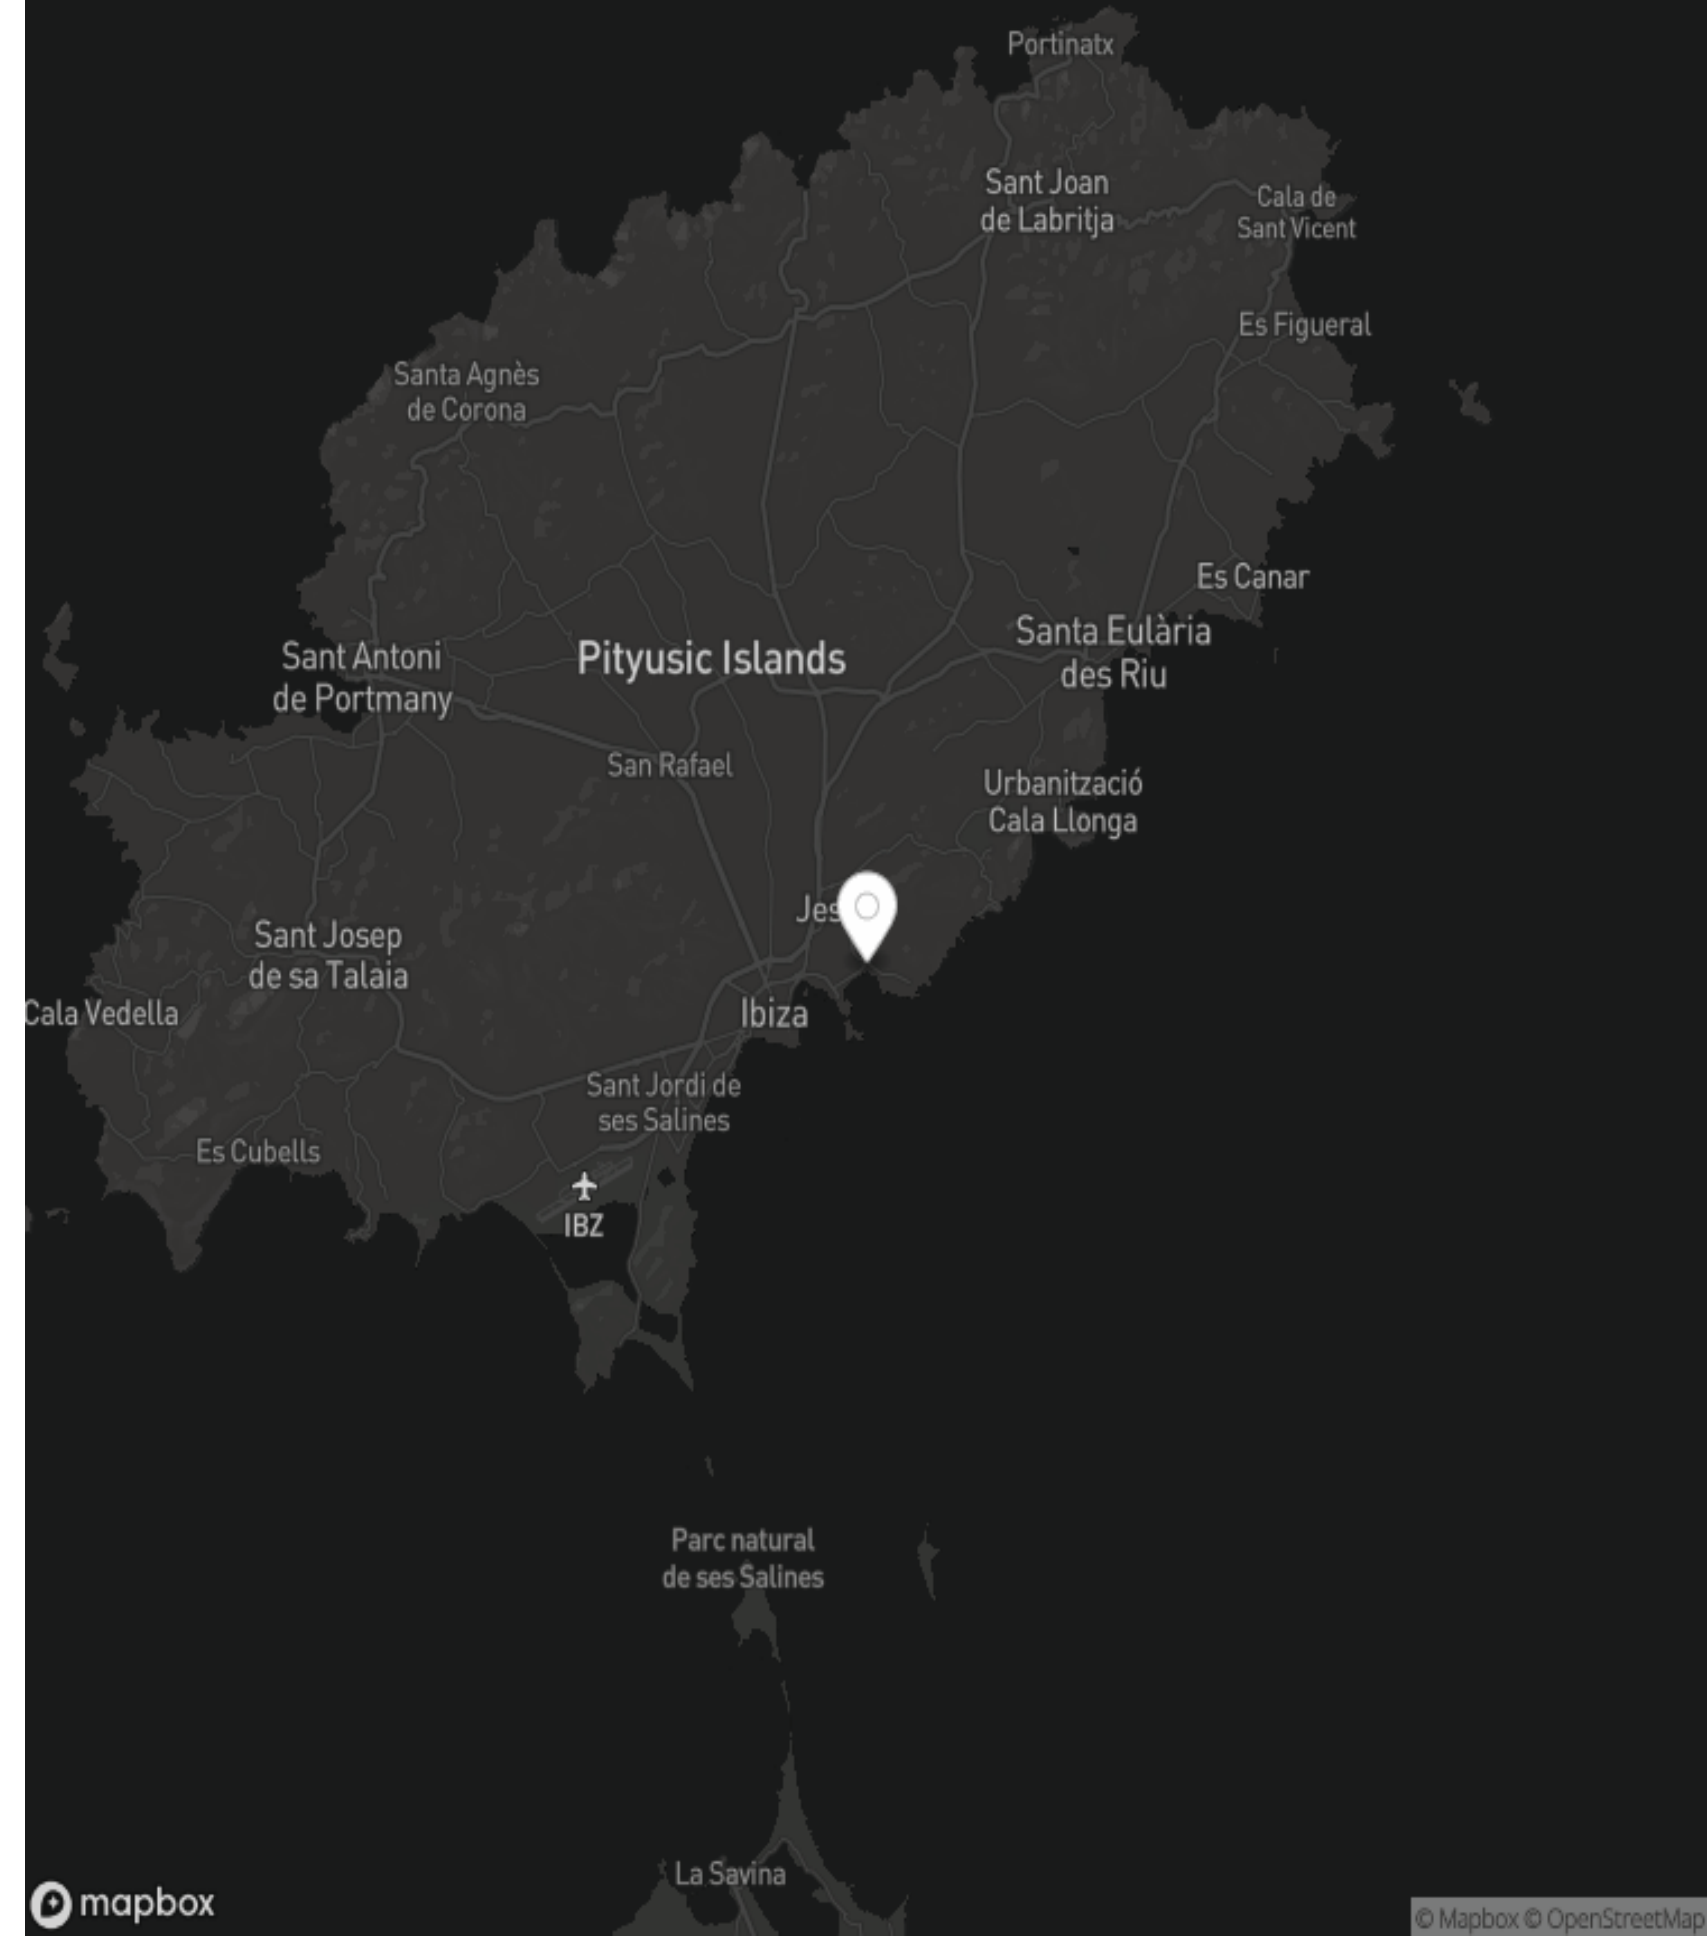 Portinatx
Sant Joan
de Labritja
Cala de
Sant Vicent
Es Figueral
Santa Agnès
de Corona
Es Canar
Santa Eulària
des Riu
Sant Antoni
de Portmany
Pityusic Islands
San Rafael
Urbanització
Cala Llonga
Jes
Sant Josep
de sa Talaia
Cala Vedella
Ibiza
Sant Jordi de
ses Salines
Es Cubells
IBZ
Parc natural
de ses Salines
La Savina
mapbox
© Mapbox © OpenStreetMap